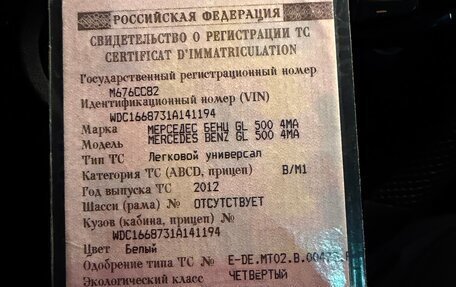 РОССИЙСКАЯ ФЕДЕРАЦИЯ
СВИДЕТЕЛЬСТВО О РЕГИСТРАЦИИ ТС
CERTIFICAT D'IMMATRICULATION
Государственный регистрационный номер
М676СС82
Идентификационный номер (VIN)
WDC1668731A141194
Марка МЕРСЕДЕС БЕНЦ GL 500 4MA
Модель MERCEDES BENZ GL 500 4MA
Тип ТС Легковой универсал
Категория ТС (ABCD, прицеп) B/M1
Год выпуска ТС 2012
Шасси (рама) № ОТСУТСТВУЕТ
Кузов (кабина, прицеп) №
WDC1668731A141194
Цвет Белый
Одобрение типа ТС № E-DE.MT02.B.
Экологический класс ЧЕТВЕРТЫЙ